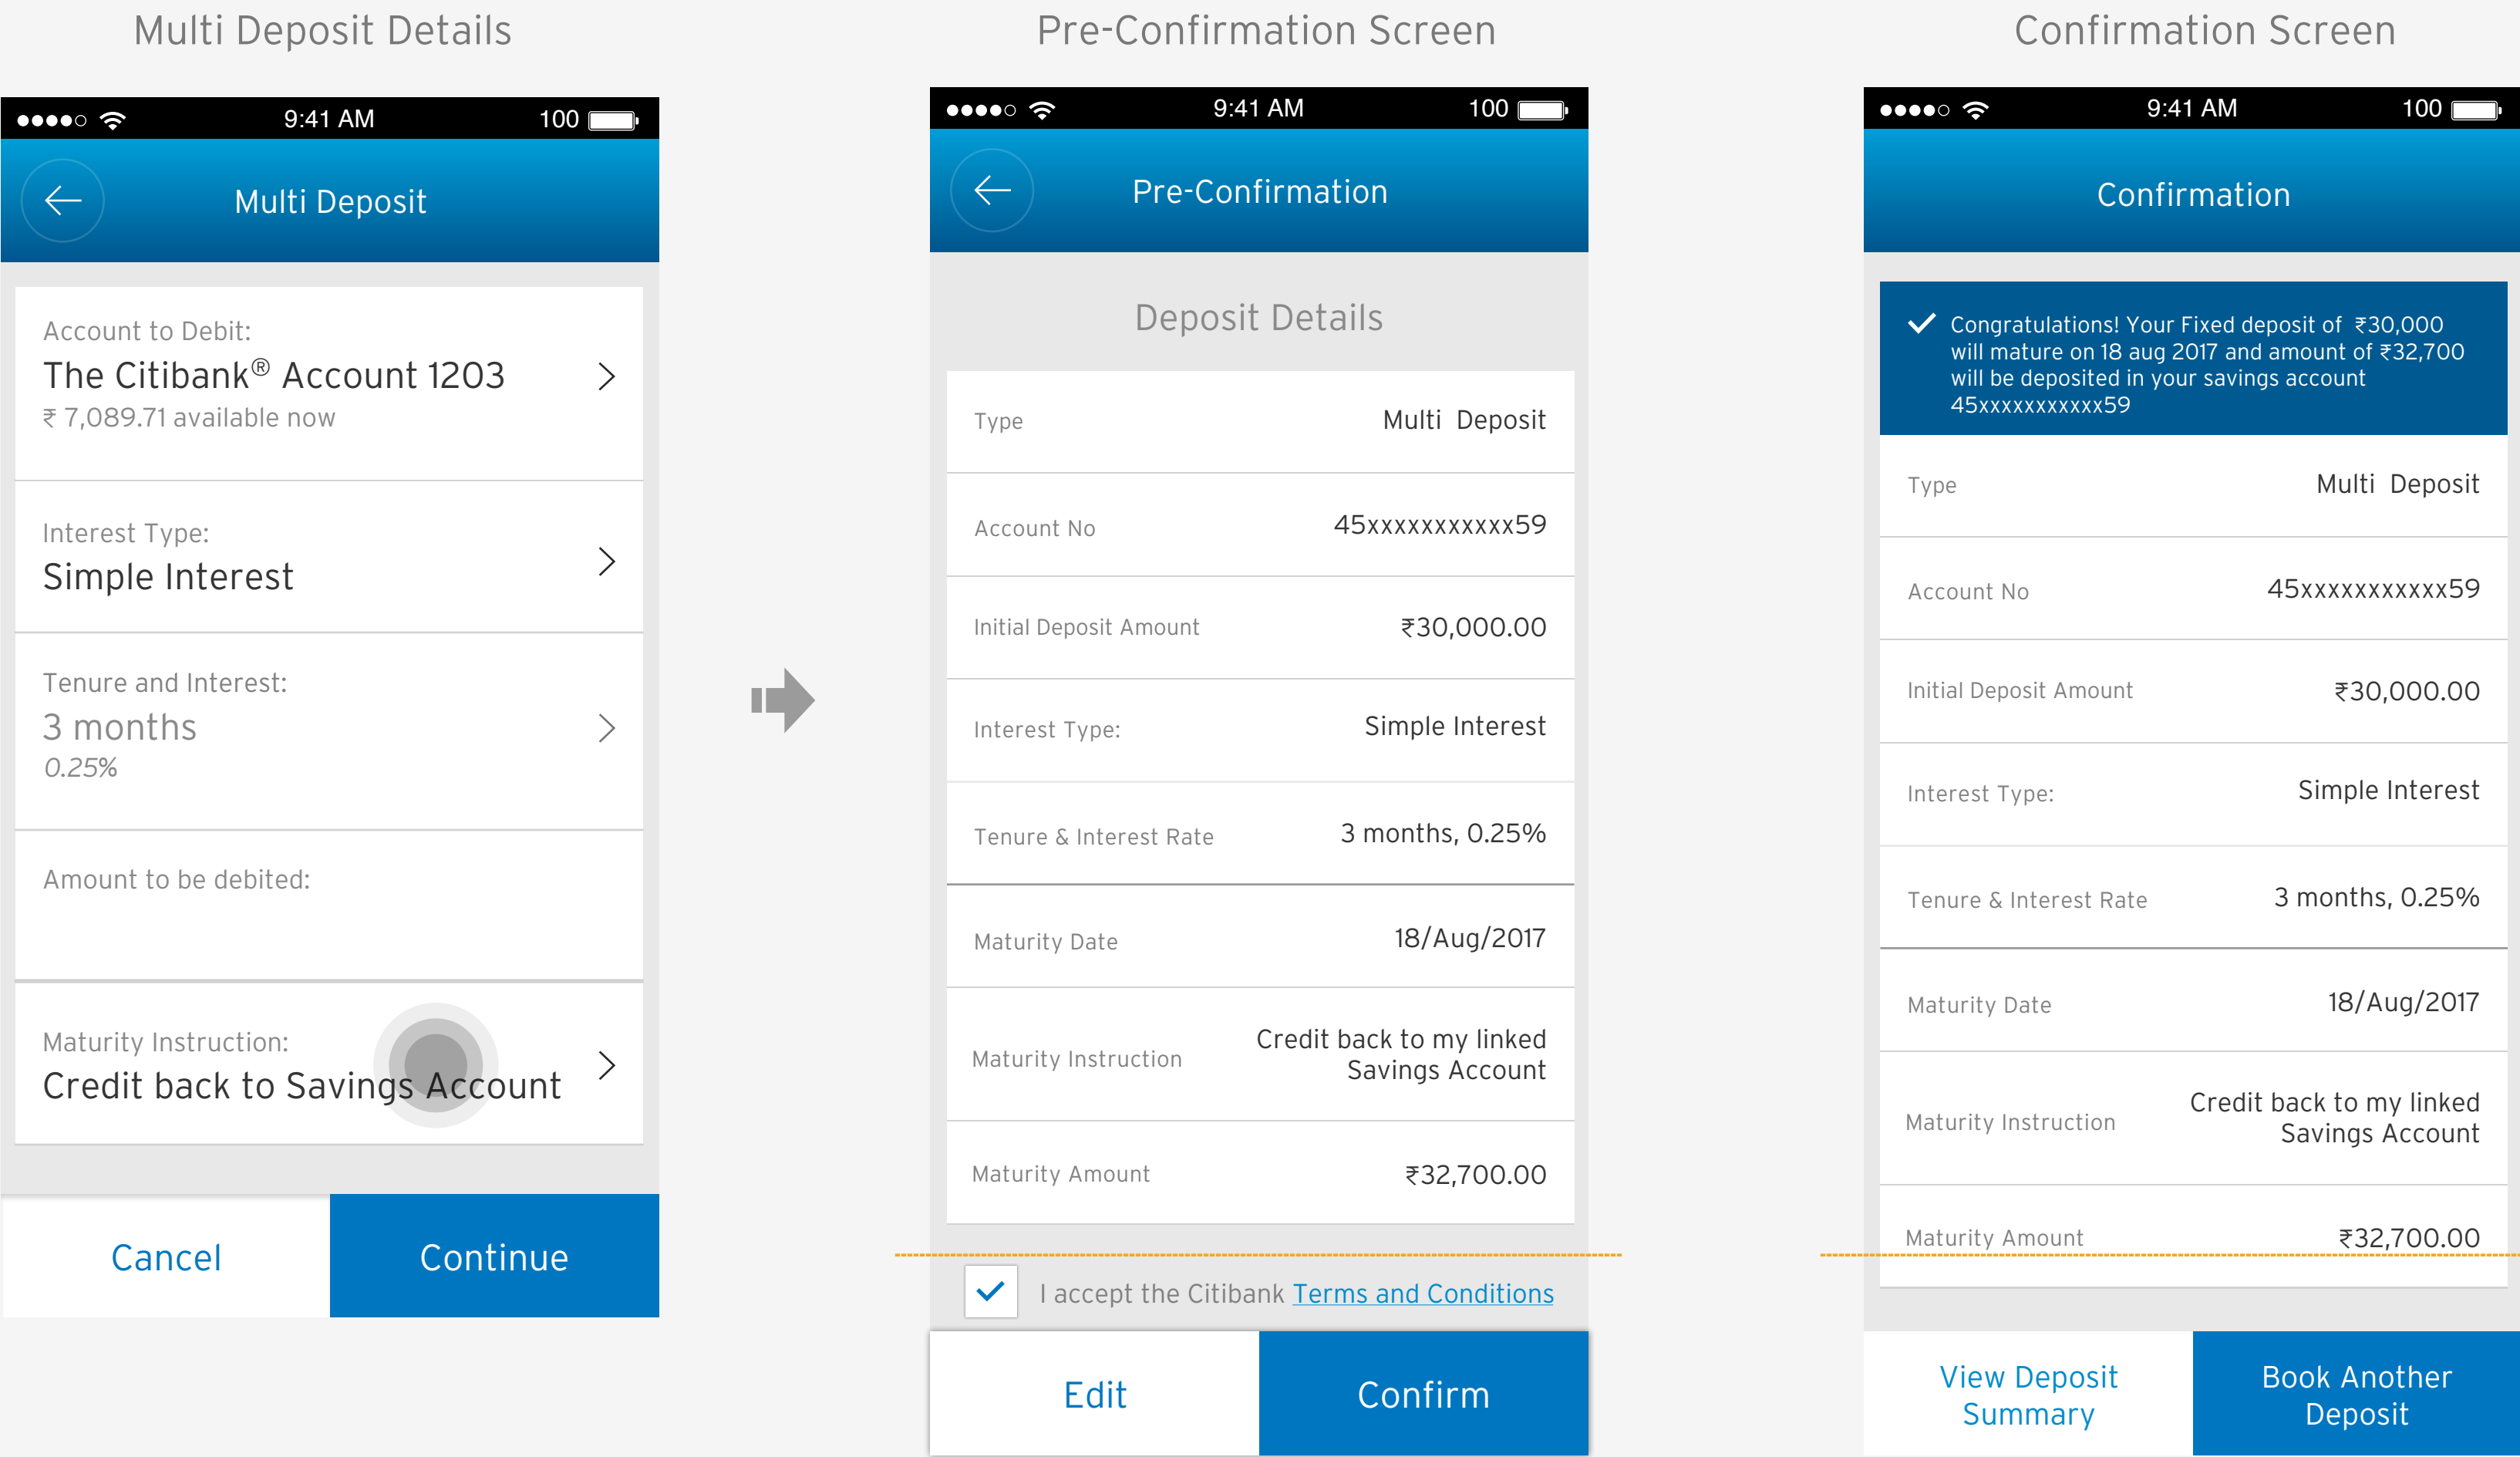 Multi Deposit Details
9:41 AM
100
Multi Deposit
Account to Debit:
The Citibank® Account 1203
₹ 7,089.71 available now
Interest Type:
Simple Interest
Tenure and Interest:
3 months
0.25%
Amount to be debited:
Maturity Instruction:
Credit back to Savings Account
Cancel
Continue
Pre-Confirmation Screen
9:41 AM
100
Pre-Confirmation
Deposit Details
Type
Multi Deposit
Account No
45xxxxxxxxxxx59
Initial Deposit Amount
₹30,000.00
Interest Type:
Simple Interest
Tenure & Interest Rate
3 months, 0.25%
Maturity Date
18/Aug/2017
Maturity Instruction
Credit back to my linked
Savings Account
Maturity Amount
₹32,700.00
I accept the Citibank Terms and Conditions
Edit
Confirm
Confirmation Screen
9:41 AM
100
Confirmation
Congratulations! Your Fixed deposit of ₹30,000
will mature on 18 aug 2017 and amount of ₹32,700
will be deposited in your savings account
45xxxxxxxxxxx59
Type
Multi Deposit
Account No
45xxxxxxxxxxx59
Initial Deposit Amount
₹30,000.00
Interest Type:
Simple Interest
Tenure & Interest Rate
3 months, 0.25%
Maturity Date
18/Aug/2017
Maturity Instruction
Credit back to my linked
Savings Account
Maturity Amount
₹32,700.00
View Deposit
Summary
Book Another
Deposit